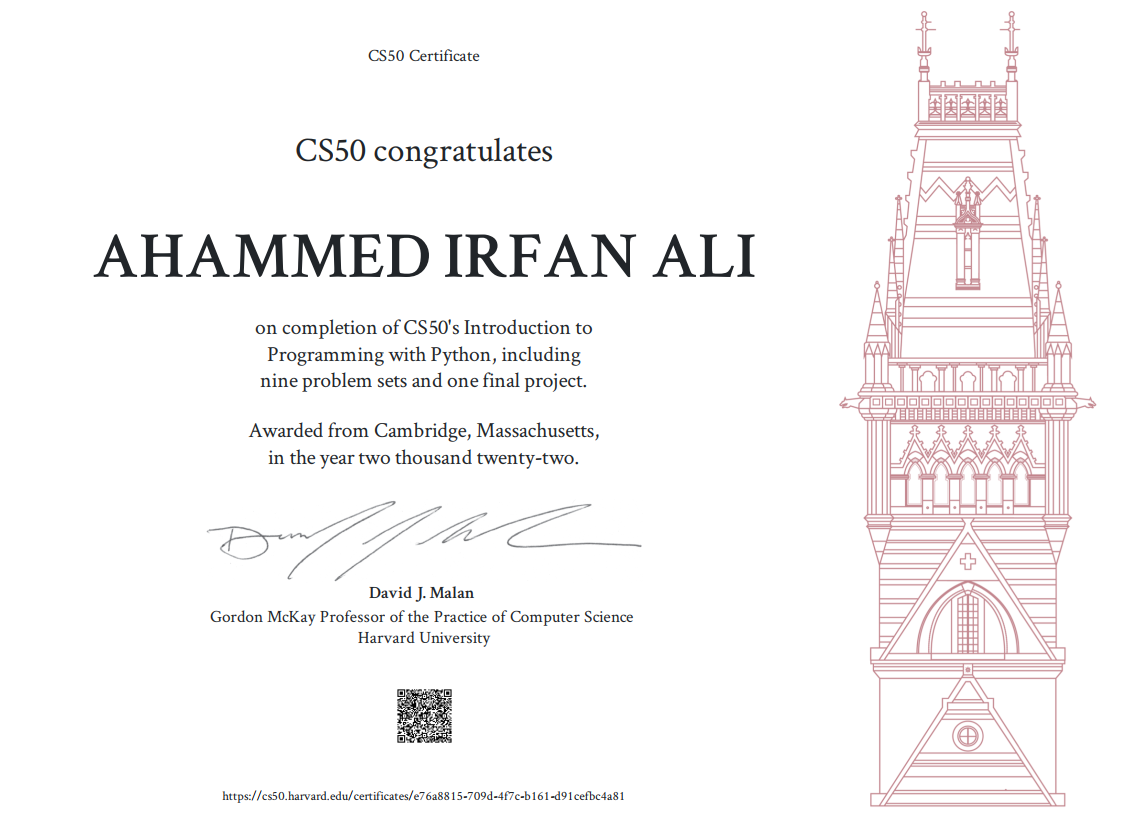 CS50 Certificate
CS50 congratulates
AHAMMED IRFAN ALI
on completion of CS50's Introduction to
Programming with Python, including
nine problem sets and one final project.
Awarded from Cambridge, Massachusetts,
in the year two thousand twenty-two.
David J. Malan
Gordon McKay Professor of the Practice of Computer Science
Harvard University
https://cs50.harvard.edu/certificates/e76a8815-709d-4f7c-b161-d91cefbc4a81